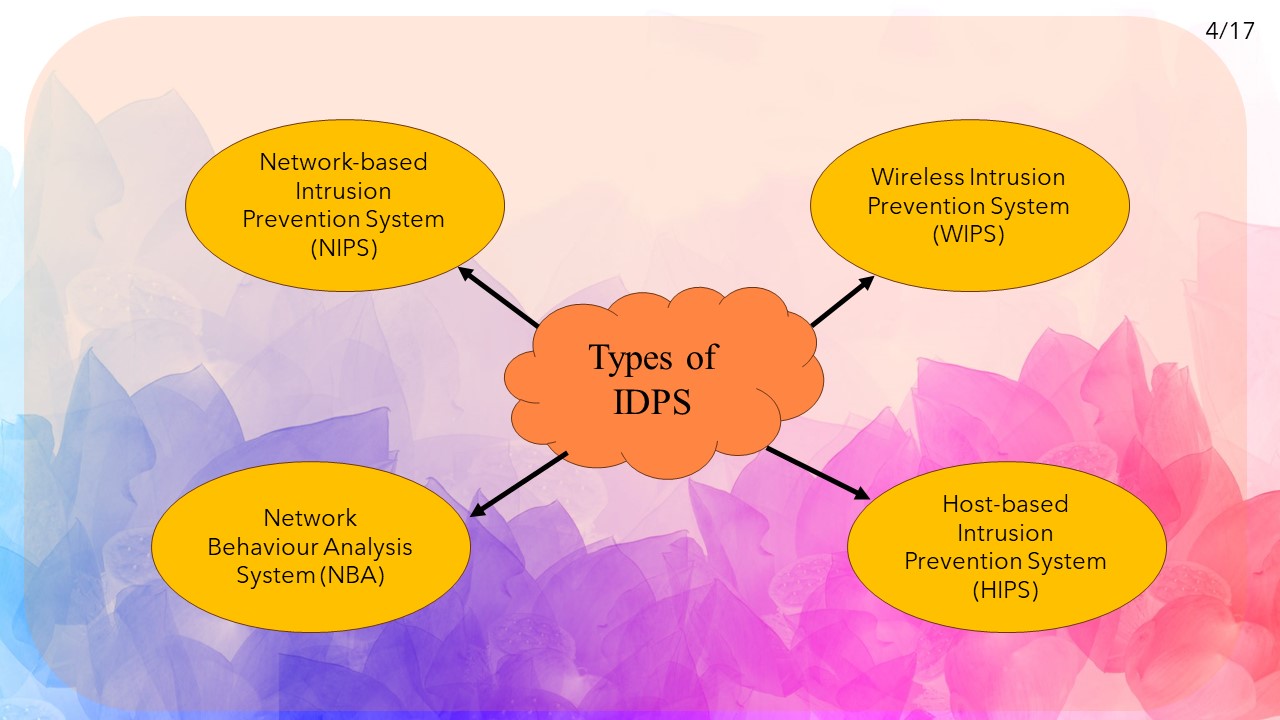 4/17
Network-based
Intrusion
Prevention System
(NIPS)
Wireless Intrusion
Prevention System
(WIPS)
Types of
IDPS
Network
Behaviour Analysis
System (NBA)
Host-based
Intrusion
Prevention System
(HIPS)